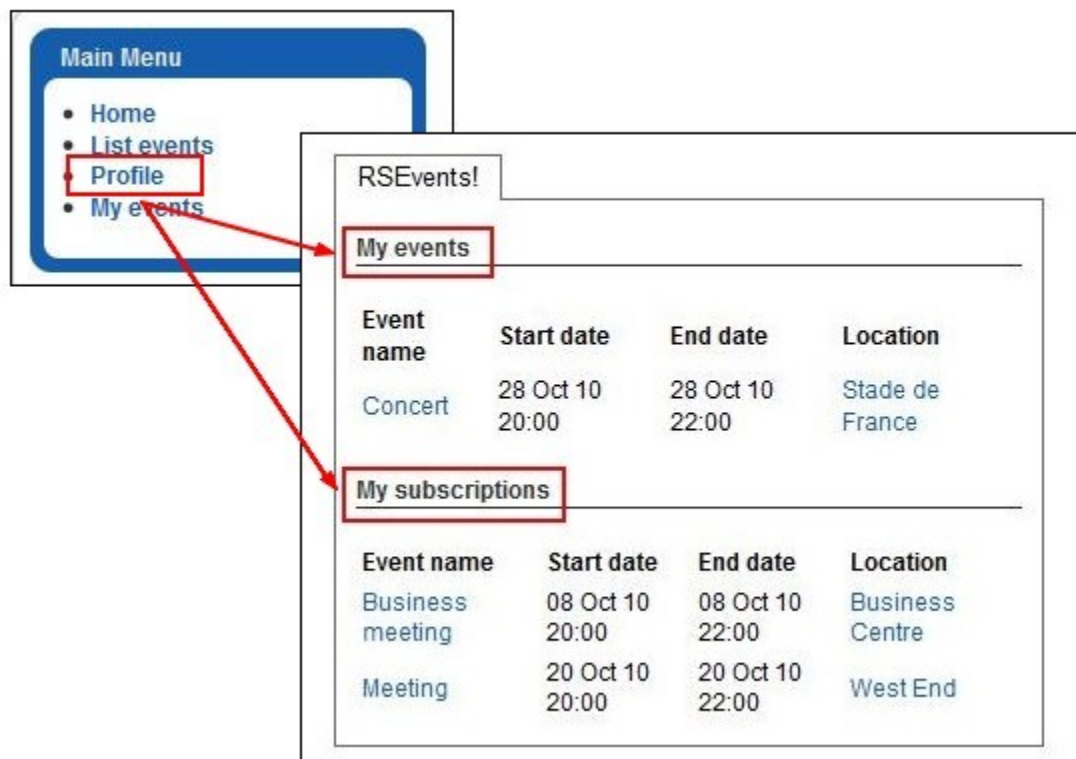 Main Menu
Home
List events
Profile
My events
RSEvents!
My events
Event name Start date End date Location
Concert 28 Oct 10 20:00 28 Oct 10 22:00 Stade de France
My subscriptions
Event name Start date End date Location
Business meeting 08 Oct 10 20:00 08 Oct 10 22:00 Business Centre
Meeting 20 Oct 10 20:00 20 Oct 10 22:00 West End